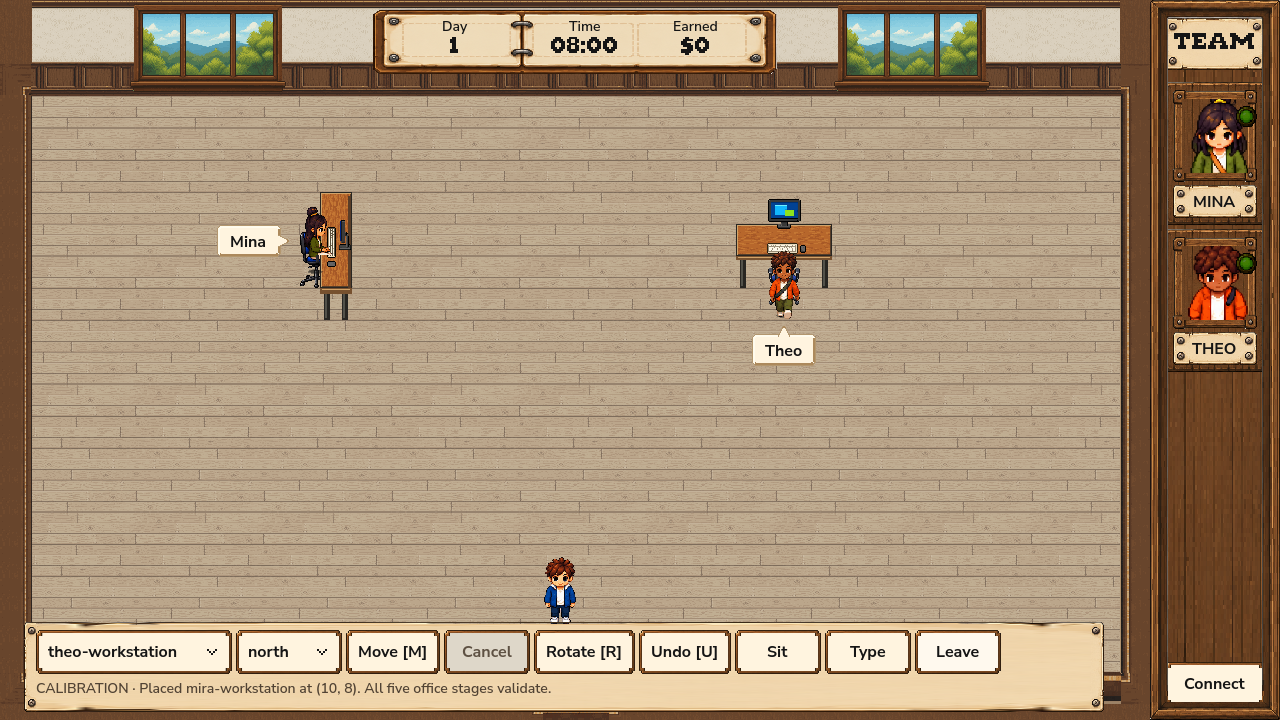 Day
1
Time
08:00
Earned
$0
TEAM
MINA
THEO
Mina
Theo
theo-workstation
north
Move [M]
Cancel
Rotate [R]
Undo [U]
Sit
Type
Leave
CALIBRATION · Placed mira-workstation at (10, 8). All five office stages validate.
Connect